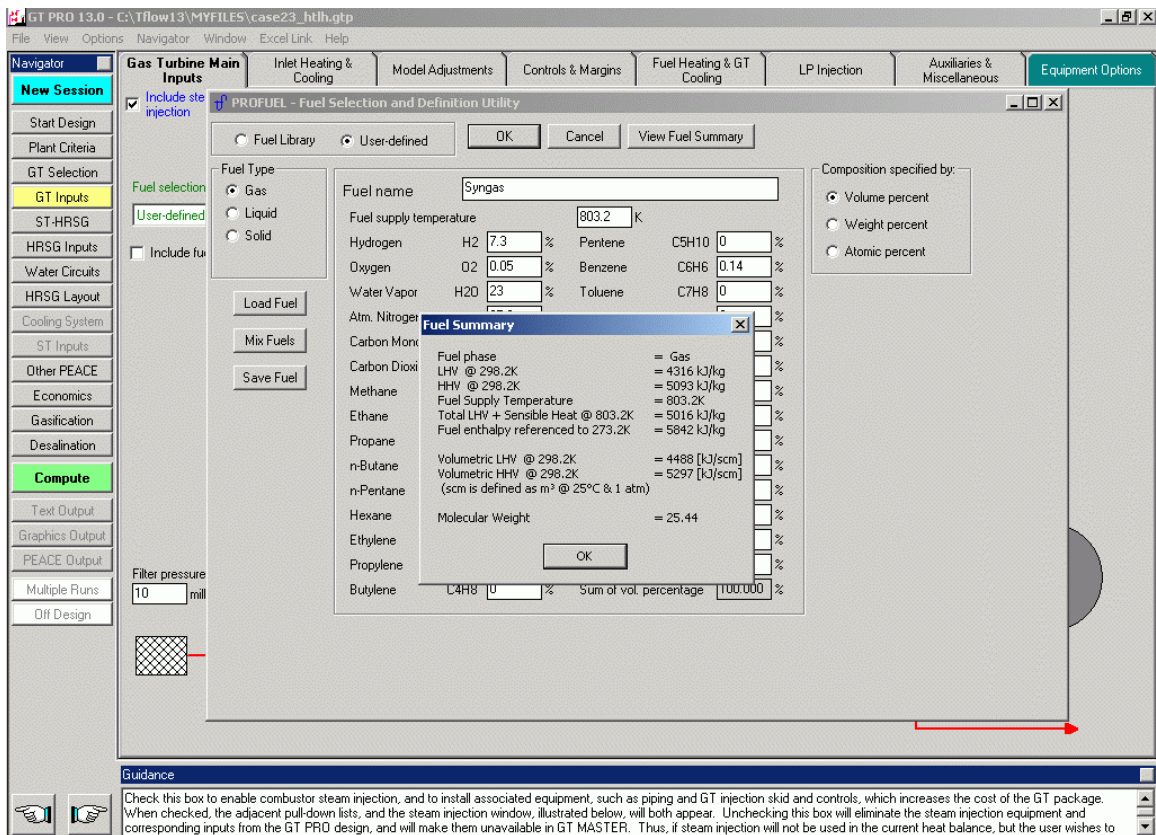 GT PRO 13.0 - C:\Tflow13\MYFILES\case23_htlh.gtp
File View Options Navigator Window Excel Link Help
Navigator
New Session
Start Design
Plant Criteria
GT Selection
GT Inputs
ST-HRSG
HRSG Inputs
Water Circuits
HRSG Layout
Cooling System
ST Inputs
Other PEACE
Economics
Gasification
Desalination
Compute
Text Output
Graphics Output
PEACE Output
Multiple Runs
Off Design
Gas Turbine Main Inputs
Inlet Heating & Cooling
Model Adjustments
Controls & Margins
Fuel Heating & GT Cooling
LP Injection
Auxiliaries & Miscellaneous
Equipment Options
Include ste
injection
Fuel selection
User-defined
Include fu
Filter pressure
10 mill
PROFUEL - Fuel Selection and Definition Utility
Fuel Library User-defined OK Cancel View Fuel Summary
Fuel Type
Gas
Liquid
Solid
Load Fuel
Mix Fuels
Save Fuel
Fuel name Syngas
Fuel supply temperature 803.2 K
Hydrogen H2 7.3 % Pentene C5H10 0 %
Oxygen O2 0.05 % Benzene C6H6 0.14 %
Water Vapor H2O 23 % Toluene C7H8 0 %
Atm. Nitroger %
Carbon Mono %
Carbon Dioxi %
Methane %
Ethane %
Propane %
n-Butane %
n-Pentane %
Hexane %
Ethylene %
Propylene %
Butylene C4H8 0 % Sum of vol. percentage 100.000 %
Composition specified by:
Volume percent
Weight percent
Atomic percent
Fuel Summary
Fuel phase = Gas
LHV @ 298.2K = 4316 kJ/kg
HHV @ 298.2K = 5093 kJ/kg
Fuel Supply Temperature = 803.2K
Total LHV + Sensible Heat @ 803.2K = 5016 kJ/kg
Fuel enthalpy referenced to 273.2K = 5842 kJ/kg
Volumetric LHV @ 298.2K = 4488 [kJ/scm]
Volumetric HHV @ 298.2K = 5297 [kJ/scm]
(scm is defined as m³ @ 25°C & 1 atm)
Molecular Weight = 25.44
OK
Guidance
Check this box to enable combustor steam injection, and to install associated equipment, such as piping and GT injection skid and controls, which increases the cost of the GT package.
When checked, the adjacent pull-down lists, and the steam injection window, illustrated below, will both appear. Unchecking this box will eliminate the steam injection equipment and
corresponding inputs from the GT PRO design, and will make them unavailable in GT MASTER. Thus, if steam injection will not be used in the current heat balance, but the user wishes to